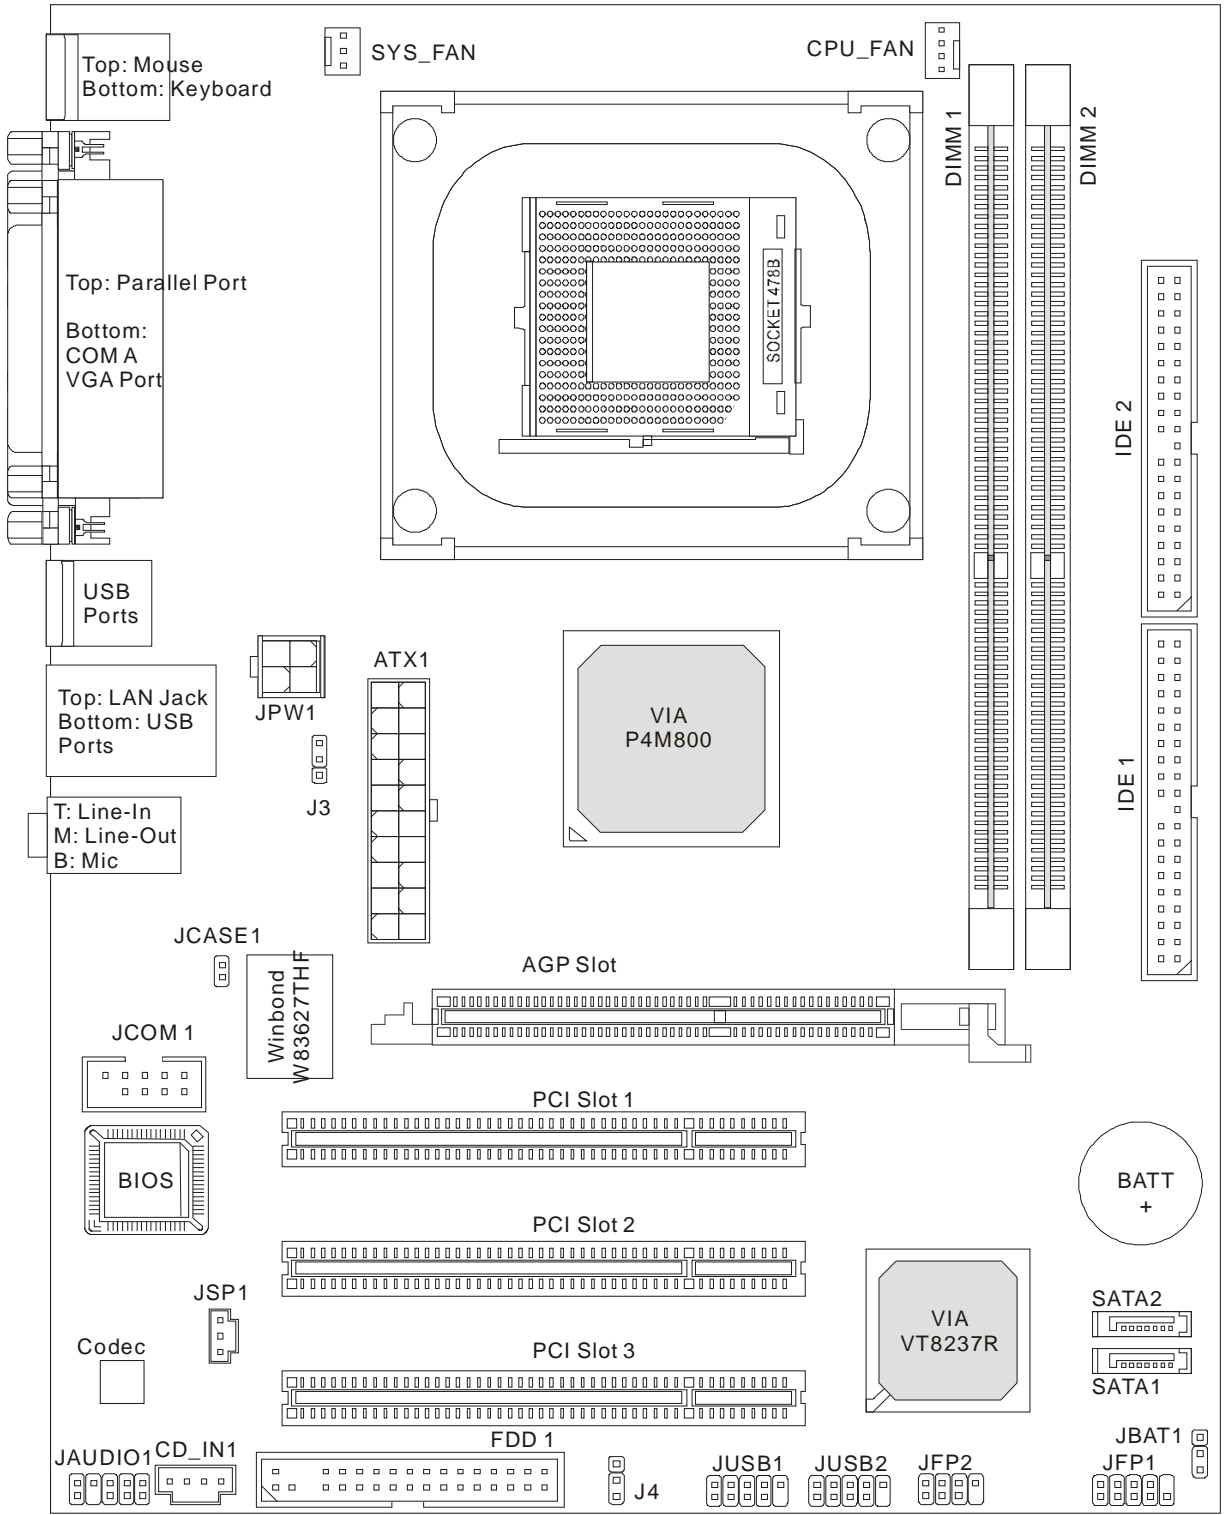 SYS_FAN
CPU_FAN
Top: Mouse
Bottom: Keyboard
DIMM 1
DIMM 2
Top: Parallel Port
Bottom:
COM A
VGA Port
SOCKET 478B
IDE 2
USB
Ports
ATX1
JPW1
Top: LAN Jack
Bottom: USB
Ports
VIA
P4M800
IDE 1
J3
T: Line-In
M: Line-Out
B: Mic
JCASE1
Winbond
W83627THF
AGP Slot
JCOM 1
PCI Slot 1
BIOS
BATT
+
PCI Slot 2
JSP1
SATA2
VIA
VT8237R
Codec
PCI Slot 3
SATA1
JBAT1
JAUDIO1
CD_IN1
FDD 1
J4
JUSB1
JUSB2
JFP2
JFP1